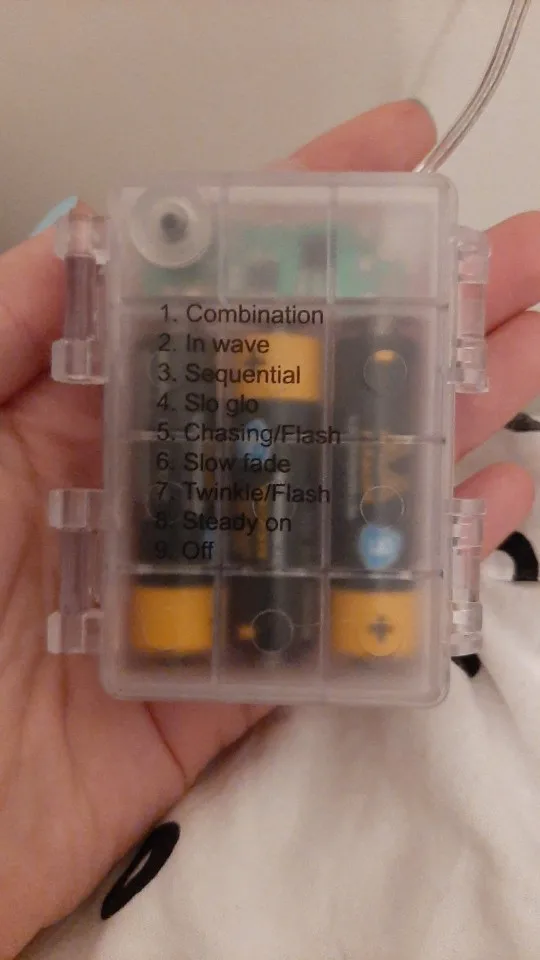 1. Combination
2. In wave
3. Sequential
4. Slo glo
5. Chasing/Flash
6. Slow fade
7. Twinkle/Flash
8. Steady on
9. Off
+